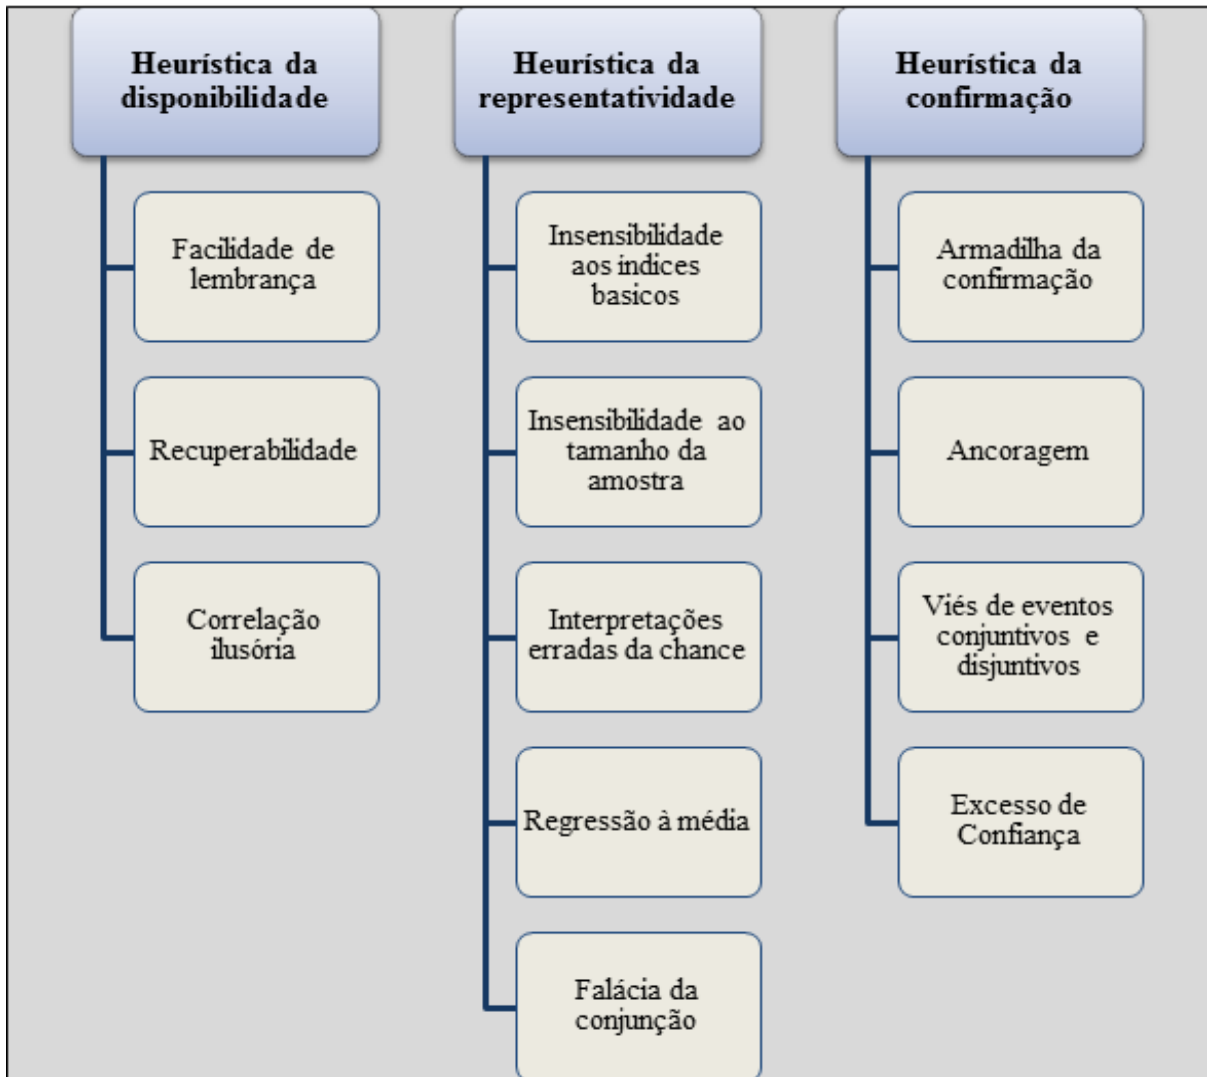 Heurística da
disponibilidade
Facilidade de
lembrança
Recuperabilidade
Correlação
ilusória
Heurística da
representatividade
Insensibilidade
aos índices
basicos
Insensibilidade ao
tamanho da
amostra
Interpretações
erradas da chance
Regressão à média
Falácia da
conjunção
Heurística da
confirmação
Armadilha da
confirmação
Ancoragem
Viés de eventos
conjuntivos e
disjuntivos
Excesso de
Confiança